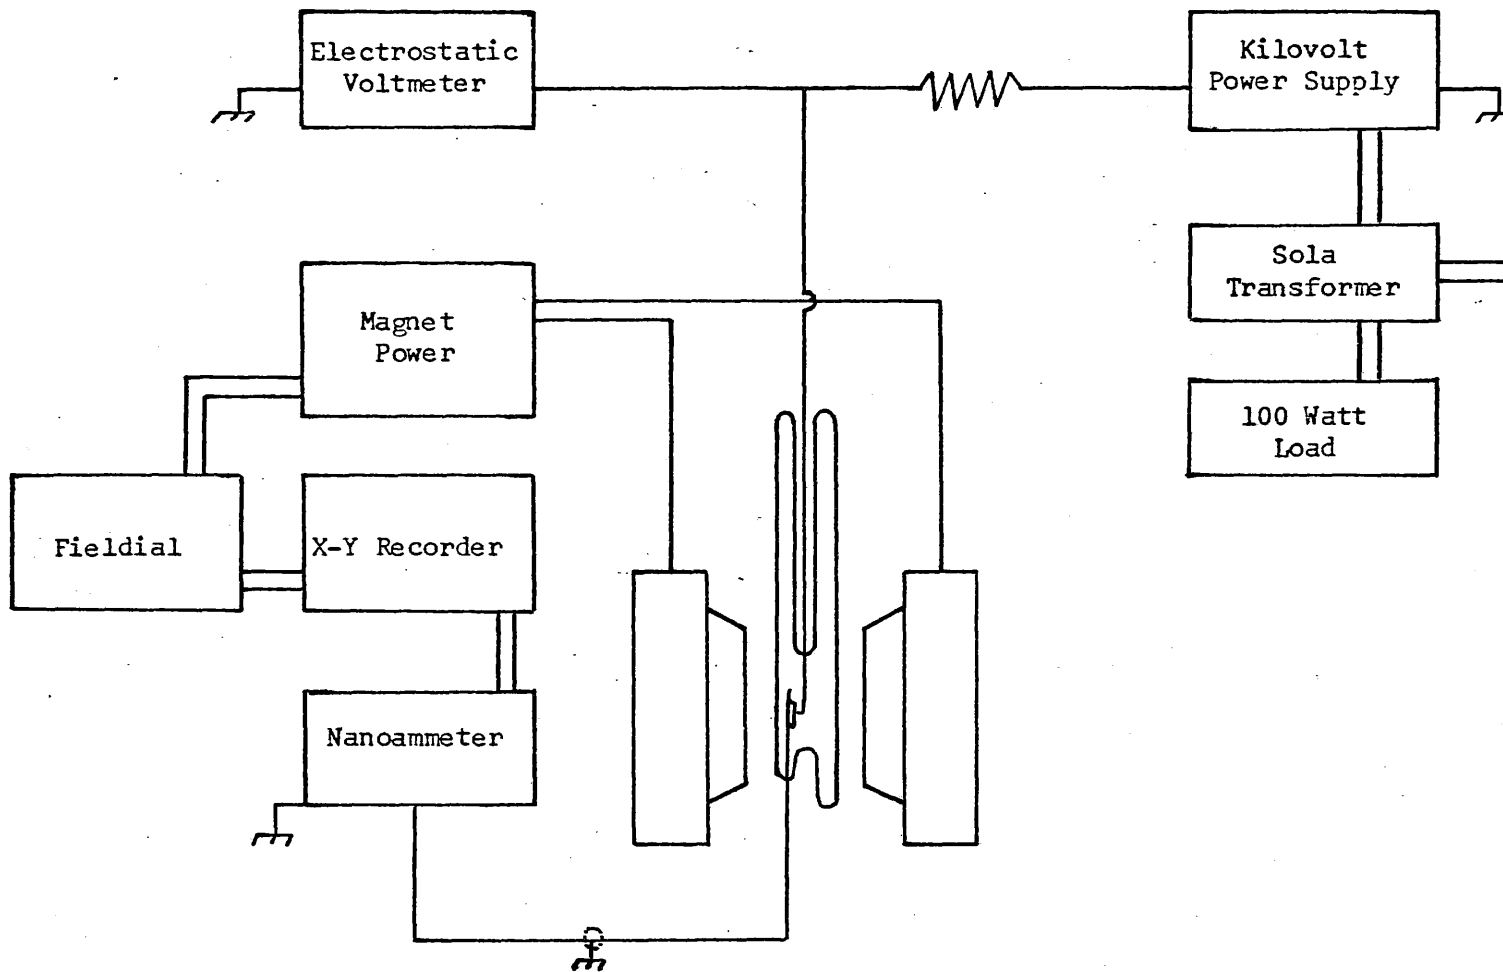 Electrostatic
Voltmeter
Kilovolt
Power Supply
Sola
Transformer
Magnet
Power
100 Watt
Load
Fieldial
X-Y Recorder
Nanoammeter